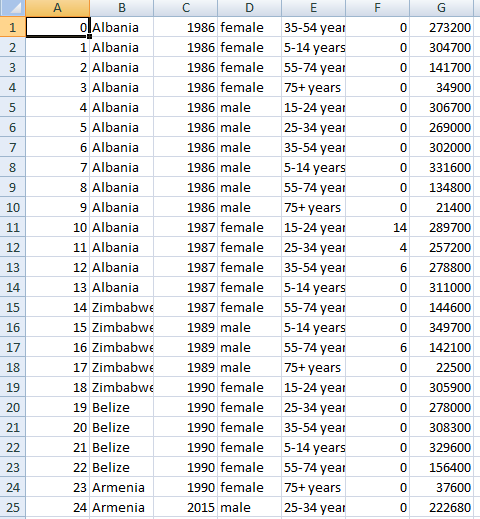 A B C D E F G
1 0 Albania 1986 female 35-54 year 0 273200
2 1 Albania 1986 female 5-14 years 0 304700
3 2 Albania 1986 female 55-74 year 0 141700
4 3 Albania 1986 female 75+ years 0 34900
5 4 Albania 1986 male 15-24 year 0 306700
6 5 Albania 1986 male 25-34 year 0 269000
7 6 Albania 1986 male 35-54 year 0 302000
8 7 Albania 1986 male 5-14 years 0 331600
9 8 Albania 1986 male 55-74 year 0 134800
10 9 Albania 1986 male 75+ years 0 21400
11 10 Albania 1987 female 15-24 year 14 289700
12 11 Albania 1987 female 25-34 year 4 257200
13 12 Albania 1987 female 35-54 year 6 278800
14 13 Albania 1987 female 5-14 years 0 311000
15 14 Zimbabwe 1987 female 55-74 year 0 144600
16 15 Zimbabwe 1989 male 5-14 years 0 349700
17 16 Zimbabwe 1989 male 55-74 year 6 142100
18 17 Zimbabwe 1989 male 75+ years 0 22500
19 18 Zimbabwe 1990 female 15-24 year 0 305900
20 19 Belize 1990 female 25-34 year 0 278000
21 20 Belize 1990 female 35-54 year 0 308300
22 21 Belize 1990 female 5-14 years 0 329600
23 22 Belize 1990 female 55-74 year 0 156400
24 23 Armenia 1990 female 75+ years 0 37600
25 24 Armenia 2015 male 25-34 year 0 222680